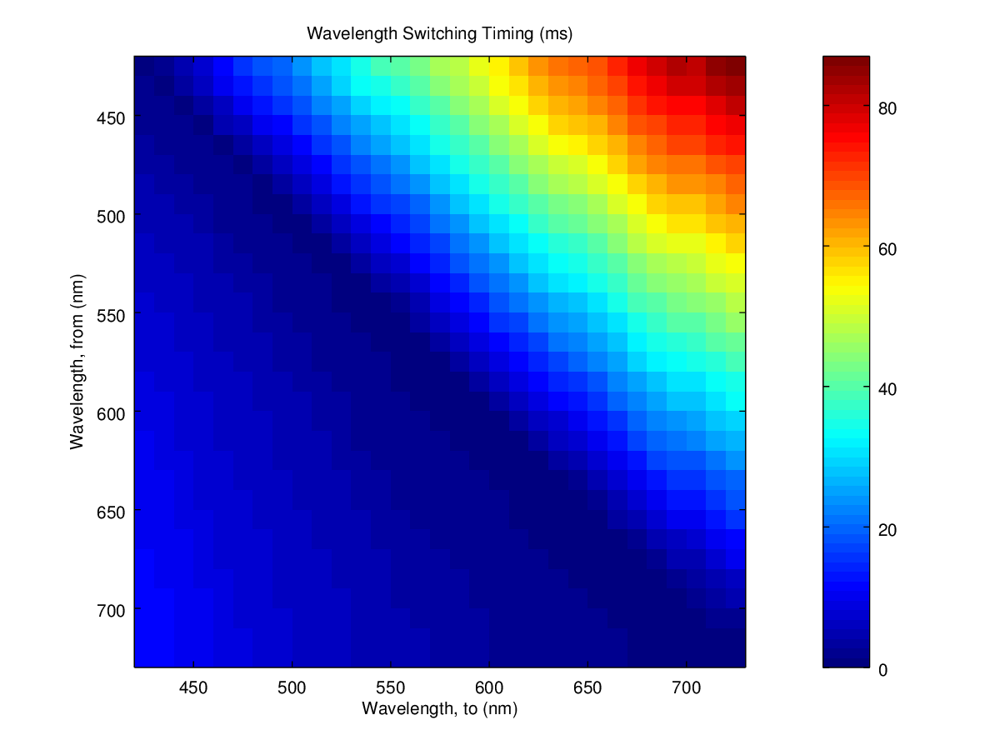 Wavelength Switching Timing (ms)
80
450
500
60
Wavelength, from (nm)
550
40
600
650
20
700
0
450 500 550 600 650 700
Wavelength, to (nm)